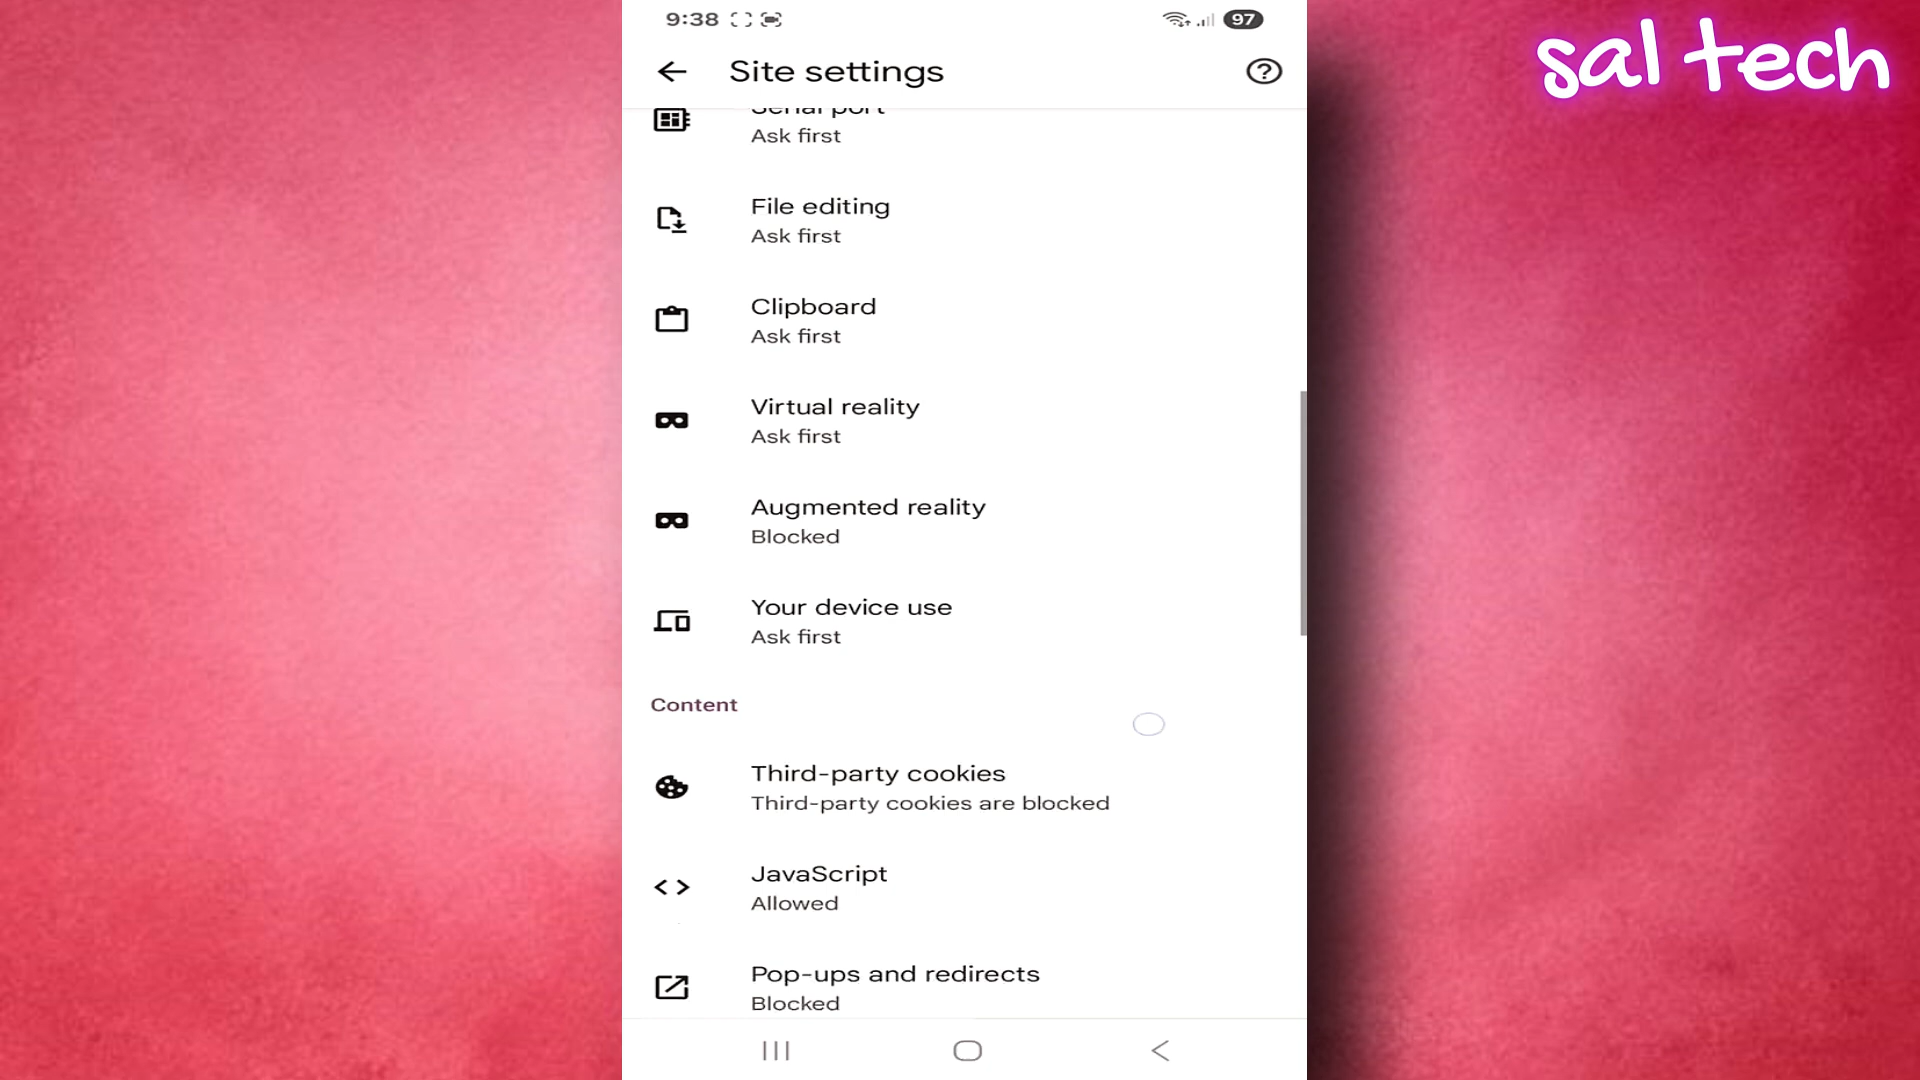 9:38
97
sal tech
Site settings
Serial port
Ask first
File editing
Ask first
Clipboard
Ask first
Virtual reality
Ask first
Augmented reality
Blocked
Your device use
Ask first
Content
Third-party cookies
Third-party cookies are blocked
JavaScript
Allowed
Pop-ups and redirects
Blocked